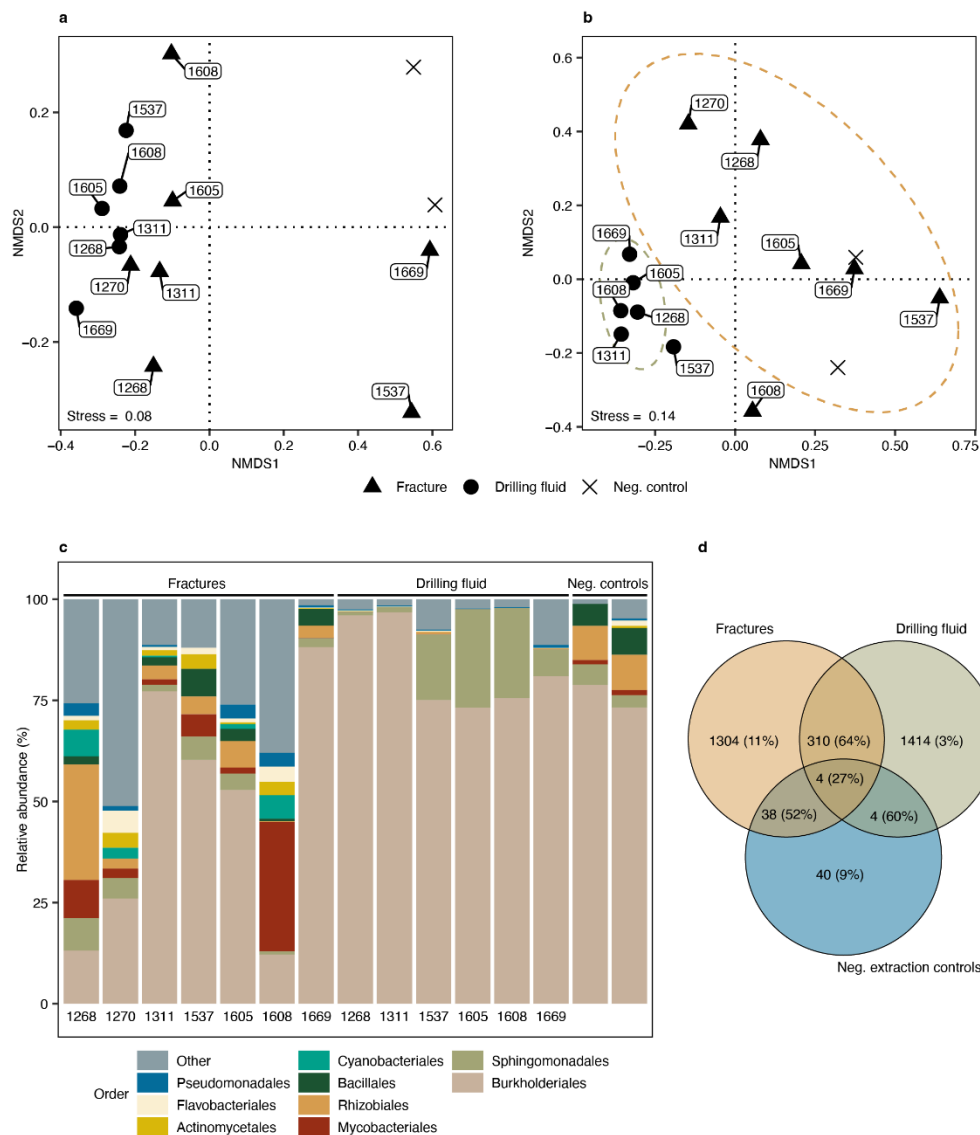 a
b
0.2
0.0
−0.2
NMDS2
1608
1537
1608
1605
1605
1311
1268
1270
1311
1669
1669
1268
1537
Stress = 0.08
−0.4
−0.2
0.0
0.2
0.4
0.6
NMDS1
0.6
0.4
0.2
0.0
−0.2
−0.4
NMDS2
1270
1268
1669
1311
1605
1605
1608
1669
1268
1537
1311
1537
1608
Stress = 0.14
−0.25
0.00
0.25
0.50
0.75
NMDS1
Fracture
Drilling fluid
Neg. control
c
d
Fractures
Drilling fluid
Neg. controls
100
75
50
25
0
Relative abundance (%)
1268 1270 1311 1537 1605 1608 1669 1268 1311 1537 1605 1608 1669
Order
Other
Pseudomonadales
Flavobacteriales
Actinomycetales
Cyanobacteriales
Bacillales
Rhizobiales
Mycobacteriales
Sphingomonadales
Burkholderiales
Fractures
Drilling fluid
1304 (11%)
310 (64%)
1414 (3%)
4 (27%)
38 (52%)
4 (60%)
40 (9%)
Neg. extraction controls